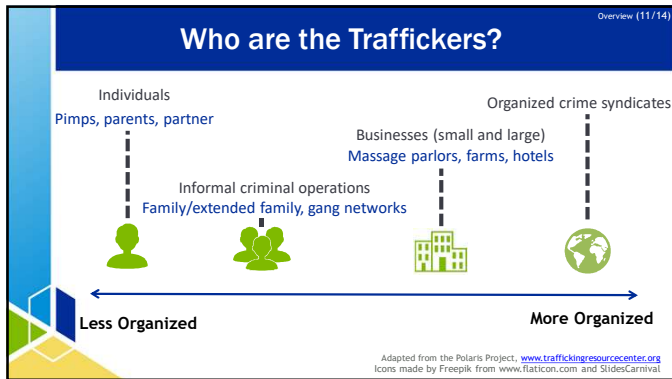 Overview (11/14)
Who are the Traffickers?
Individuals
Pimps, parents, partner
Informal criminal operations
Family/extended family, gang networks
Businesses (small and large)
Massage parlors, farms, hotels
Organized crime syndicates
Less Organized
More Organized
Adapted from the Polaris Project, www.traffickingresourcecenter.org
Icons made by Freepik from www.flaticon.com and SlidesCarnival